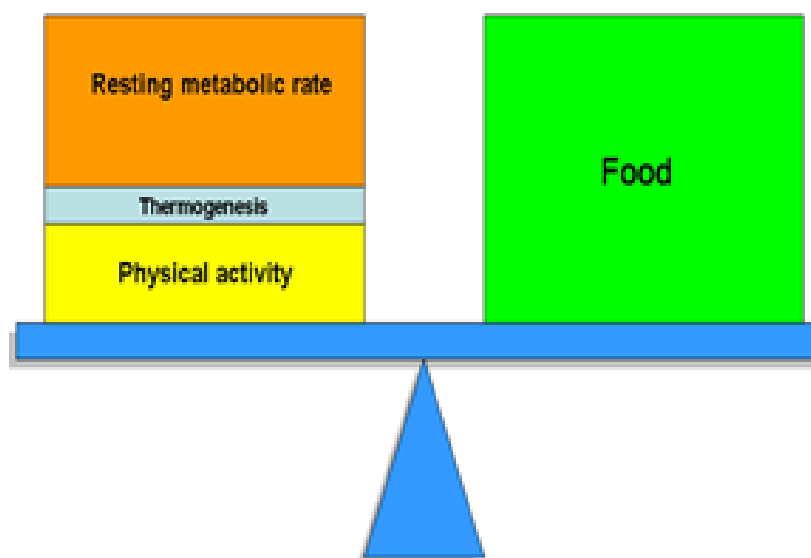 Resting metabolic rate
Thermogenesis
Physical activity
Food